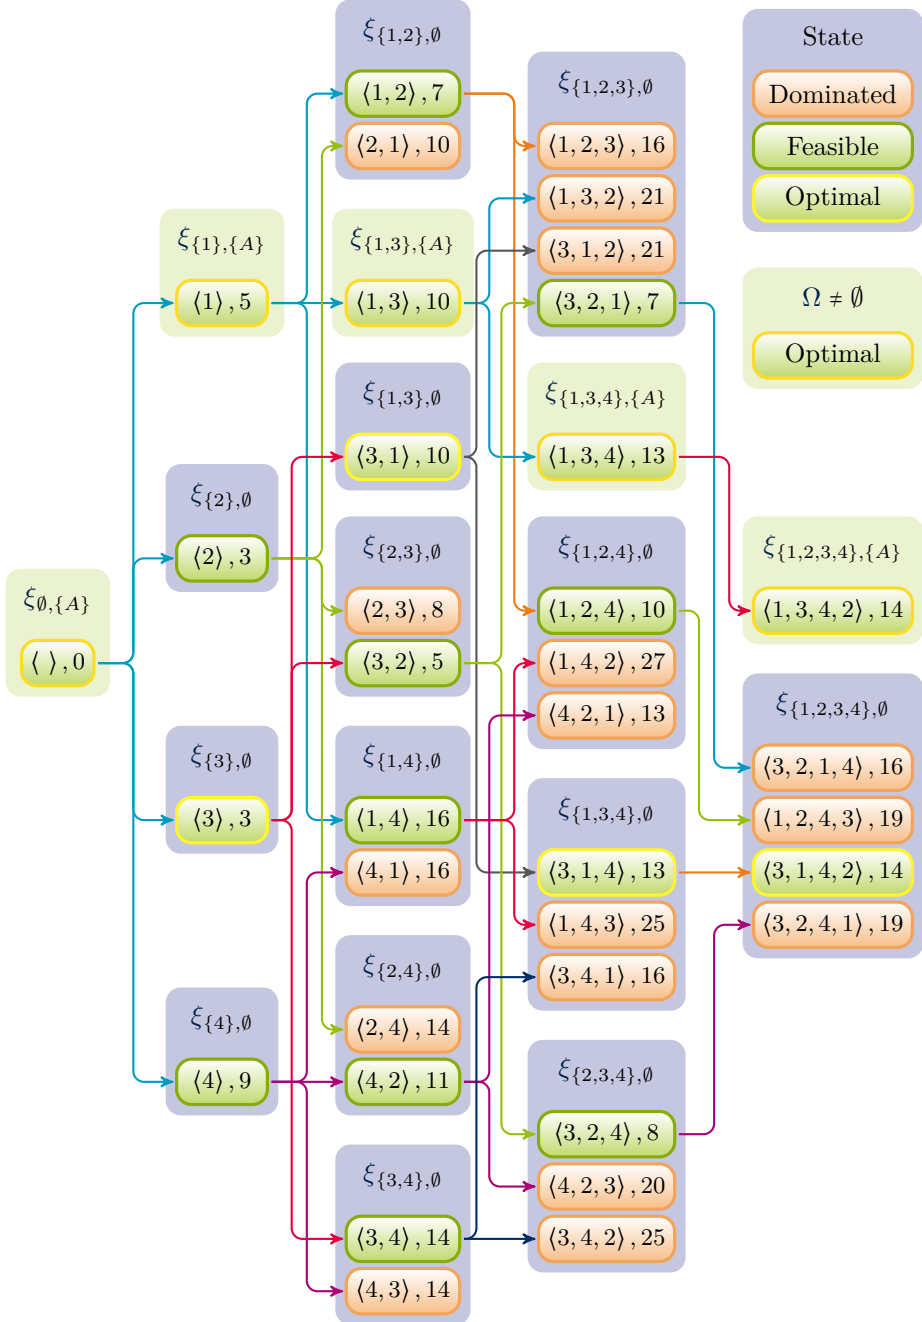 ξ∅,{A}
⟨ ⟩, 0
ξ{1},{A}
⟨1⟩, 5
ξ{2},∅
⟨2⟩, 3
ξ{3},∅
⟨3⟩, 3
ξ{4},∅
⟨4⟩, 9
ξ{1,2},∅
⟨1, 2⟩, 7
⟨2, 1⟩, 10
ξ{1,3},{A}
⟨1, 3⟩, 10
ξ{1,3},∅
⟨3, 1⟩, 10
ξ{2,3},∅
⟨2, 3⟩, 8
⟨3, 2⟩, 5
ξ{1,4},∅
⟨1, 4⟩, 16
⟨4, 1⟩, 16
ξ{2,4},∅
⟨2, 4⟩, 14
⟨4, 2⟩, 11
ξ{3,4},∅
⟨3, 4⟩, 14
⟨4, 3⟩, 14
ξ{1,2,3},∅
⟨1, 2, 3⟩, 16
⟨1, 3, 2⟩, 21
⟨3, 1, 2⟩, 21
⟨3, 2, 1⟩, 7
ξ{1,3,4},{A}
⟨1, 3, 4⟩, 13
ξ{1,2,4},∅
⟨1, 2, 4⟩, 10
⟨1, 4, 2⟩, 27
⟨4, 2, 1⟩, 13
ξ{1,3,4},∅
⟨3, 1, 4⟩, 13
⟨1, 4, 3⟩, 25
⟨3, 4, 1⟩, 16
ξ{2,3,4},∅
⟨3, 2, 4⟩, 8
⟨4, 2, 3⟩, 20
⟨3, 4, 2⟩, 25
State
Dominated
Feasible
Optimal
Ω ≠ ∅
Optimal
ξ{1,2,3,4},{A}
⟨1, 3, 4, 2⟩, 14
ξ{1,2,3,4},∅
⟨3, 2, 1, 4⟩, 16
⟨1, 2, 4, 3⟩, 19
⟨3, 1, 4, 2⟩, 14
⟨3, 2, 4, 1⟩, 19